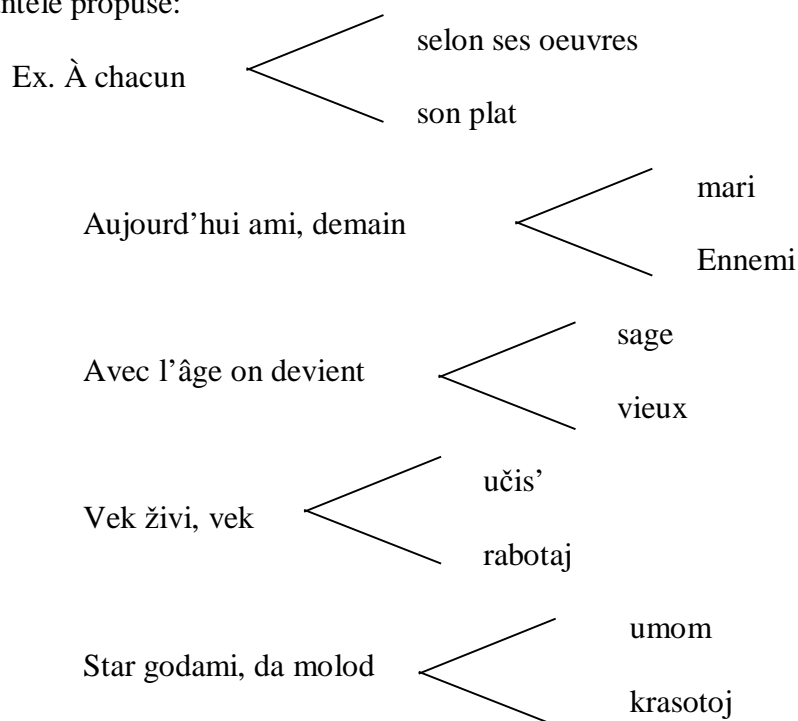 propuse:
selon ses oeuvres
Ex. À chacun
son plat
mari
Aujourd’hui ami, demain
Ennemi
sage
Avec l’âge on devient
vieux
učis’
Vek živi, vek
rabotaj
umom
Star godami, da molod
krasotoj